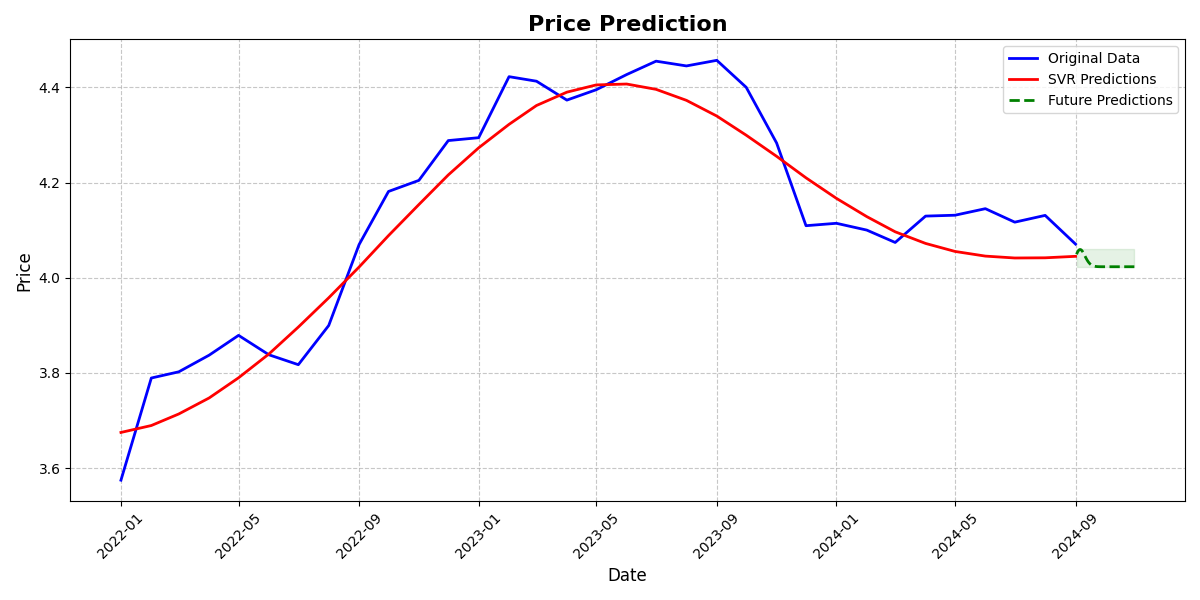 Price Prediction
Original Data
SVR Predictions
Future Predictions
Price
4.4
4.2
4.0
3.8
3.6
2022-01
2022-05
2022-09
2023-01
2023-05
2023-09
2024-01
2024-05
2024-09
Date